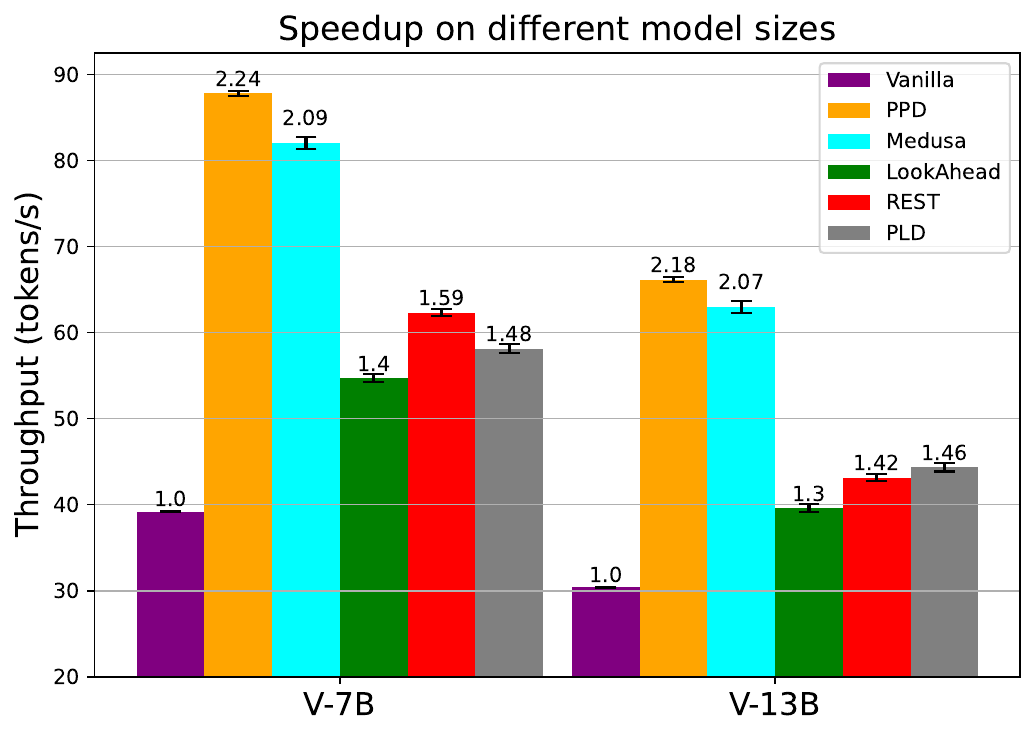 Speedup on different model sizes
Throughput (tokens/s)
90
80
70
60
50
40
30
20
1.0
2.24
2.09
1.4
1.59
1.48
1.0
2.18
2.07
1.3
1.42
1.46
Vanilla
PPD
Medusa
LookAhead
REST
PLD
V-7B
V-13B